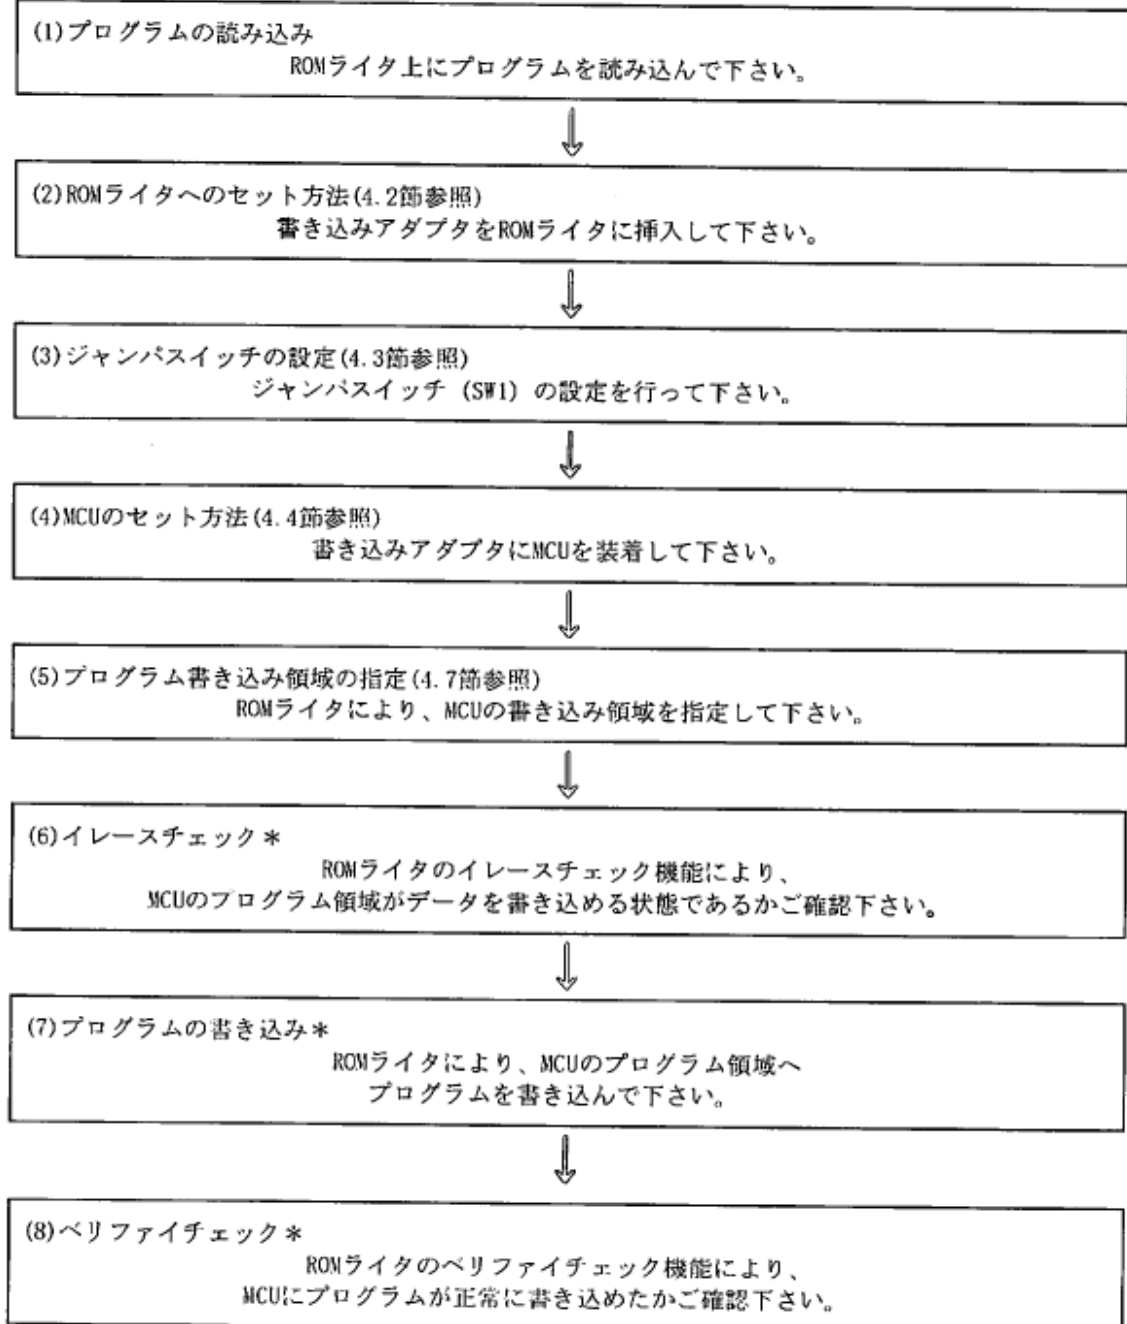 (1)プログラムの読み込み
ROMライタ上にプログラムを読み込んで下さい。
(2)ROMライタへのセット方法(4.2節参照)
書き込みアダプタをROMライタに挿入して下さい。
(3)ジャンパスイッチの設定(4.3節参照)
ジャンパスイッチ (SW1) の設定を行って下さい。
(4)MCUのセット方法(4.4節参照)
書き込みアダプタにMCUを装着して下さい。
(5)プログラム書き込み領域の指定(4.7節参照)
ROMライタにより、MCUの書き込み領域を指定して下さい。
(6)イレースチェック*
ROMライタのイレースチェック機能により、
MCUのプログラム領域がデータを書き込める状態であるかご確認下さい。
(7)プログラムの書き込み*
ROMライタにより、MCUのプログラム領域へ
プログラムを書き込んで下さい。
(8)ベリファイチェック*
ROMライタのベリファイチェック機能により、
MCUにプログラムが正常に書き込めたかご確認下さい。